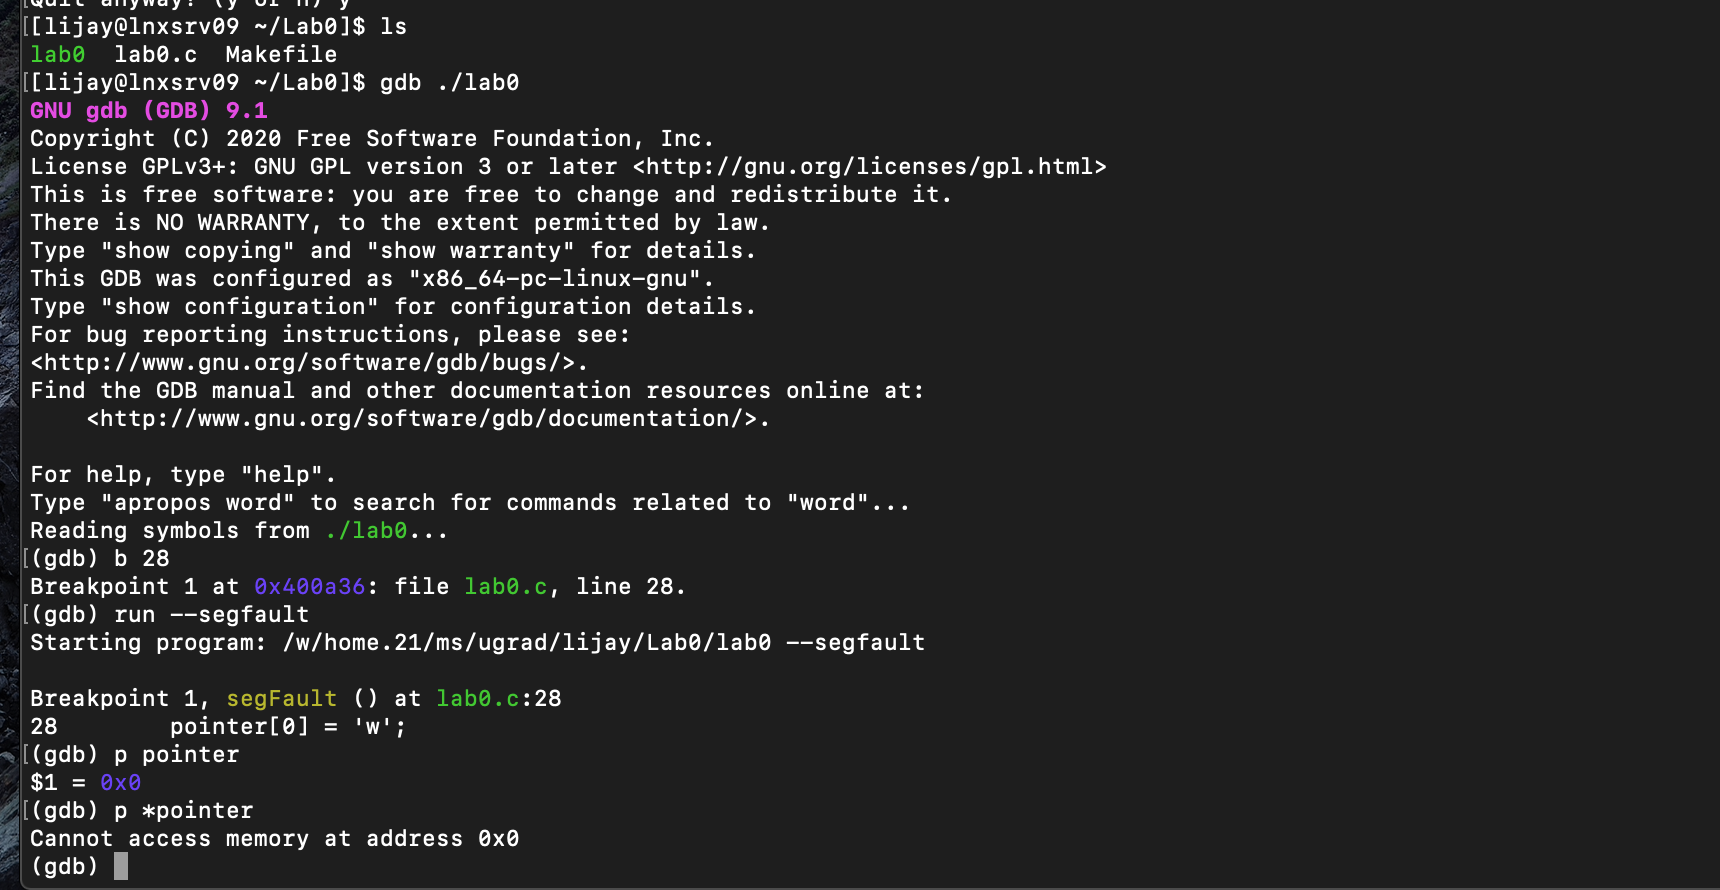 Quit anyway? (y or n) y
[[lijay@lnxsrv09 ~/Lab0]$ ls
lab0  lab0.c  Makefile
[[lijay@lnxsrv09 ~/Lab0]$ gdb ./lab0
GNU gdb (GDB) 9.1
Copyright (C) 2020 Free Software Foundation, Inc.
License GPLv3+: GNU GPL version 3 or later <http://gnu.org/licenses/gpl.html>
This is free software: you are free to change and redistribute it.
There is NO WARRANTY, to the extent permitted by law.
Type "show copying" and "show warranty" for details.
This GDB was configured as "x86_64-pc-linux-gnu".
Type "show configuration" for configuration details.
For bug reporting instructions, please see:
<http://www.gnu.org/software/gdb/bugs/>.
Find the GDB manual and other documentation resources online at:
    <http://www.gnu.org/software/gdb/documentation/>.

For help, type "help".
Type "apropos word" to search for commands related to "word"...
Reading symbols from ./lab0...
[(gdb) b 28
Breakpoint 1 at 0x400a36: file lab0.c, line 28.
[(gdb) run --segfault
Starting program: /w/home.21/ms/ugrad/lijay/Lab0/lab0 --segfault

Breakpoint 1, segFault () at lab0.c:28
28        pointer[0] = 'w';
[(gdb) p pointer
$1 = 0x0
[(gdb) p *pointer
Cannot access memory at address 0x0
(gdb)